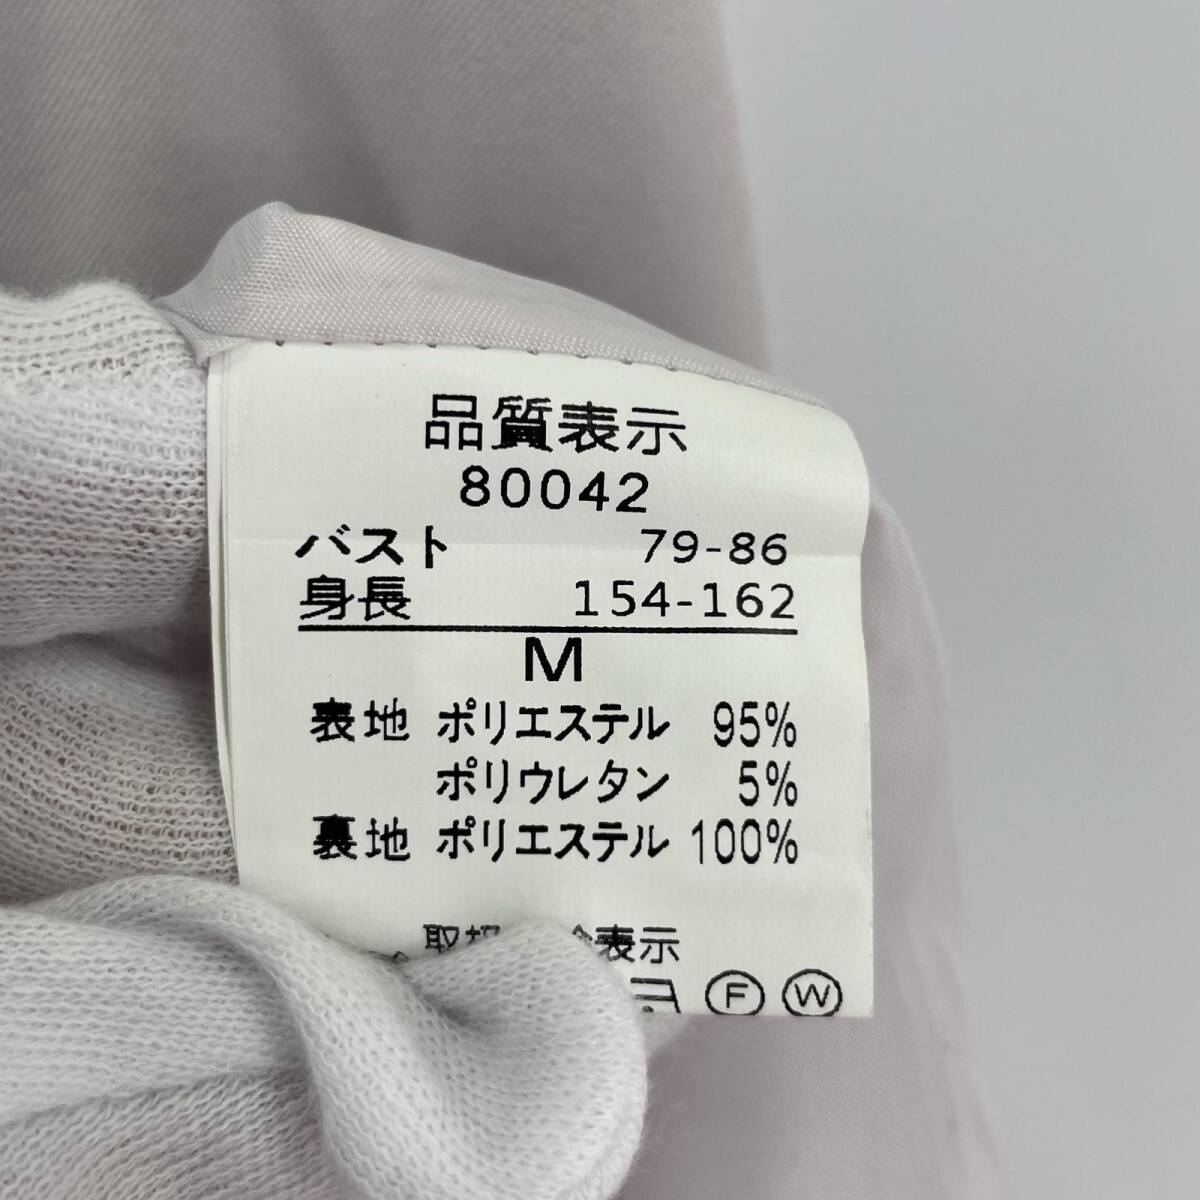 品質表示
80042
バスト 79-86
身長 154-162
M
表地 ポリエステル 95%
ポリウレタン 5%
裏地 ポリエステル 100%
取扱 表示
F W